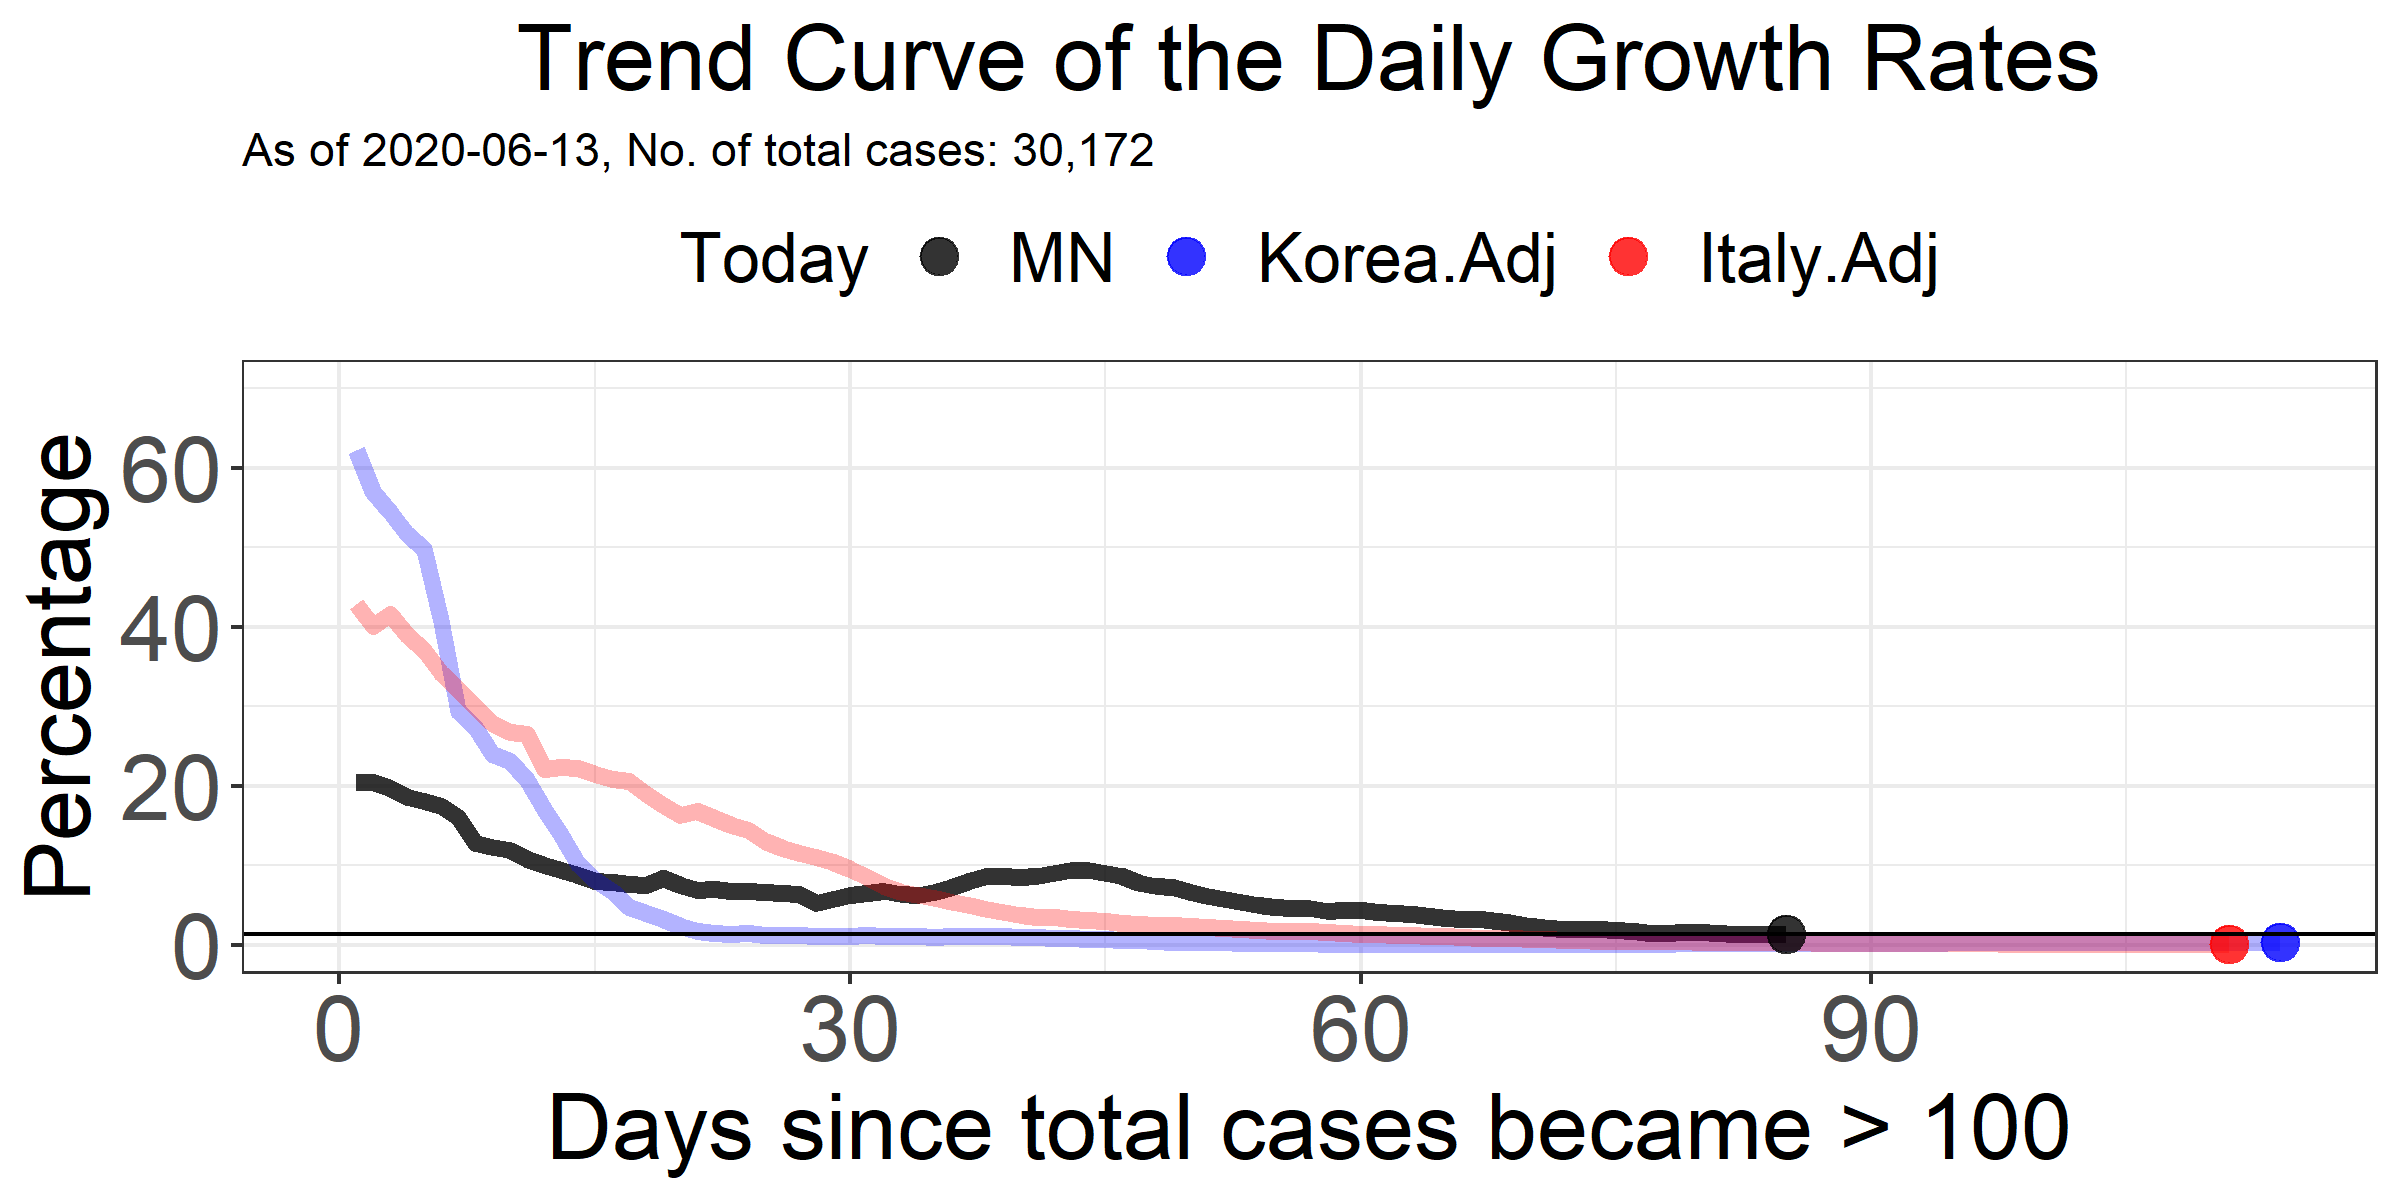 Trend Curve of the Daily Growth Rates
As of 2020-06-13, No. of total cases: 30,172
Today MN Korea.Adj Italy.Adj
Percentage
60
40
20
0
0 30 60 90
Days since total cases became > 100